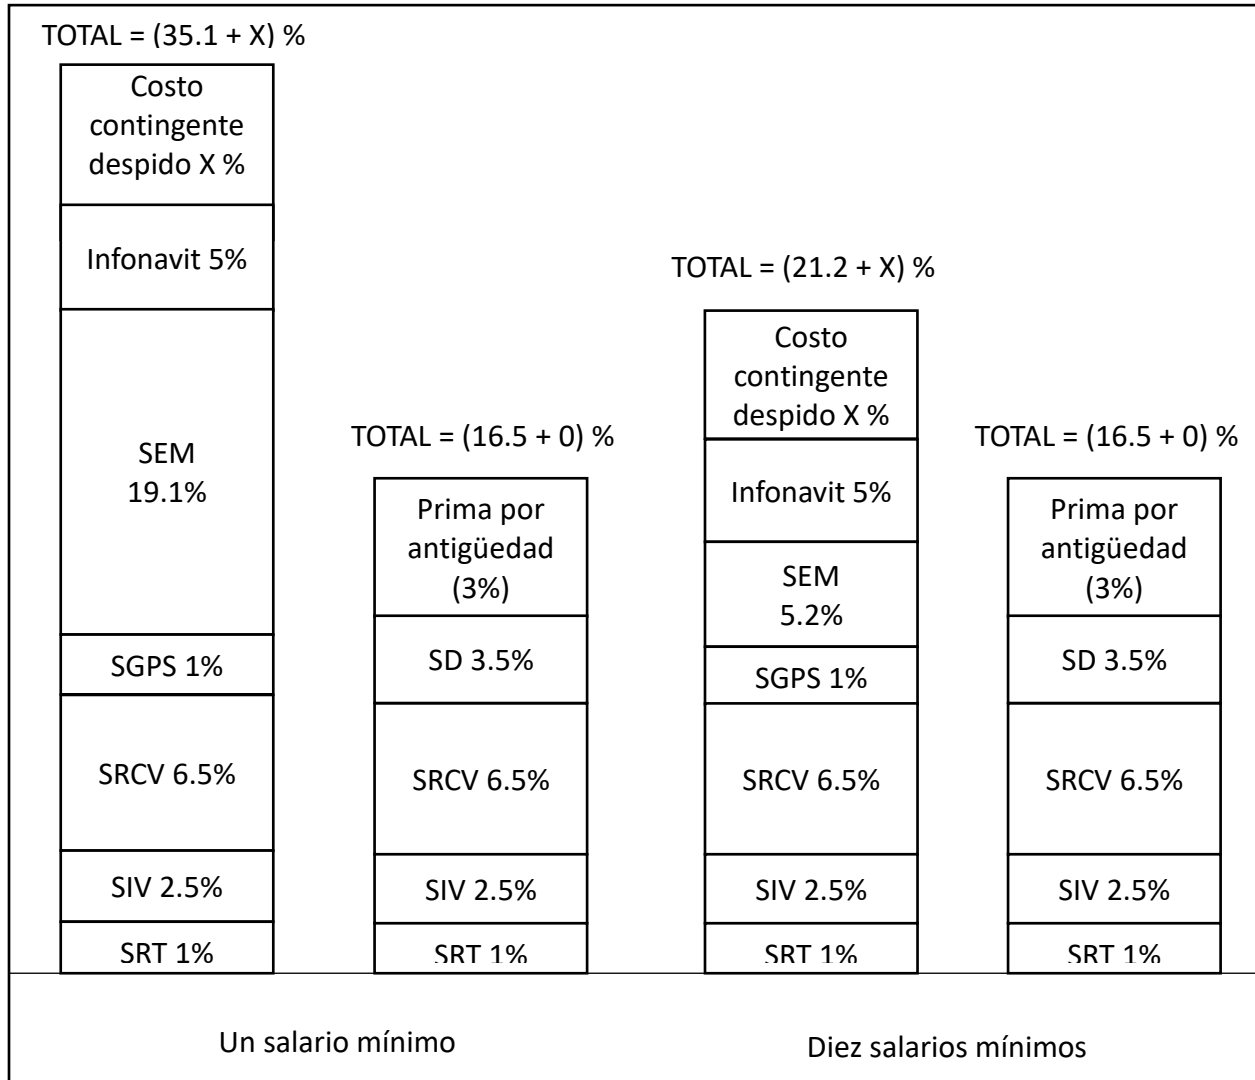 TOTAL = (35.1 + X) %
Costo
contingente
despido X %
Infonavit 5%
SEM
19.1%
SGPS 1%
SRCV 6.5%
SIV 2.5%
SRT 1%
TOTAL = (16.5 + 0) %
Prima por
antigüedad
(3%)
SD 3.5%
SRCV 6.5%
SIV 2.5%
SRT 1%
Un salario mínimo
TOTAL = (21.2 + X) %
Costo
contingente
despido X %
Infonavit 5%
SEM
5.2%
SGPS 1%
SRCV 6.5%
SIV 2.5%
SRT 1%
TOTAL = (16.5 + 0) %
Prima por
antigüedad
(3%)
SD 3.5%
SRCV 6.5%
SIV 2.5%
SRT 1%
Diez salarios mínimos